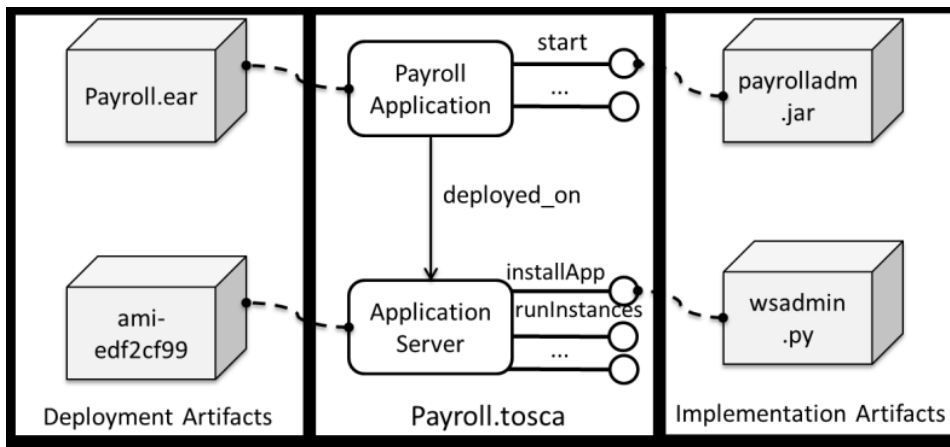 Payroll.ear
ami-
edf2cf99
Deployment Artifacts
Payroll
Application
start
...
deployed_on
Application
Server
installApp
runInstances
...
Payroll.tosca
payrolladm
.jar
wsadmin
.py
Implementation Artifacts